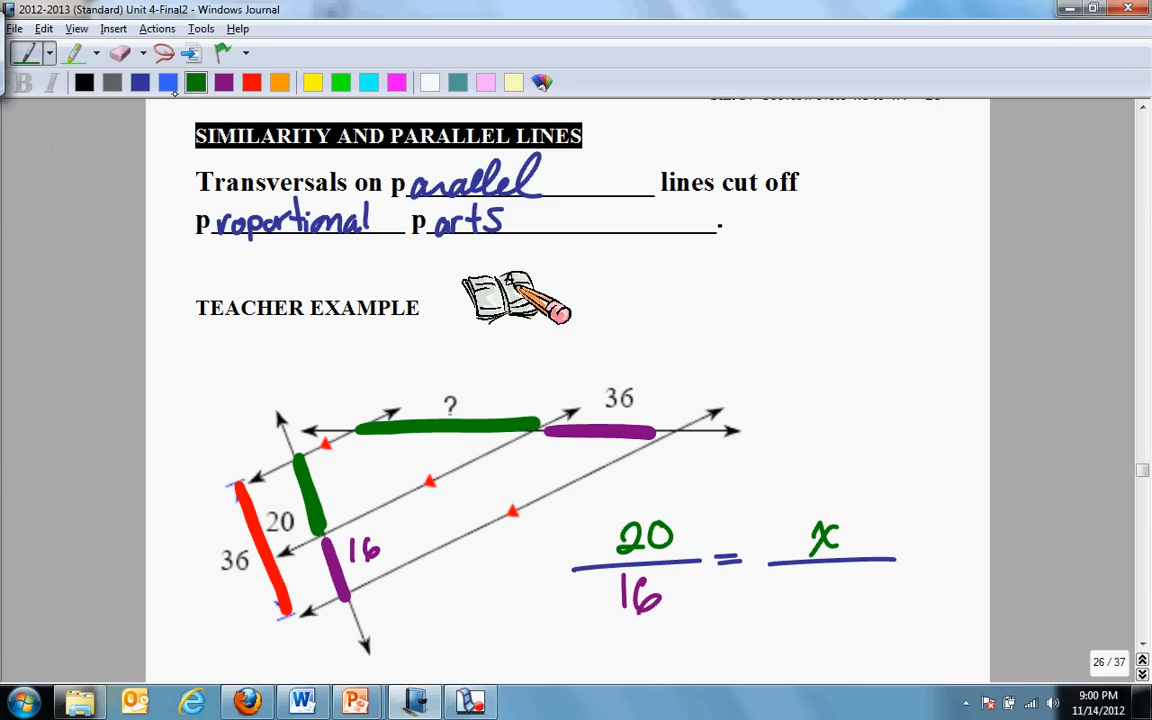 2012-2013 (Standard) Unit 4-Final2 - Windows Journal
File Edit View Insert Actions Tools Help
B I
SIMILARITY AND PARALLEL LINES
Transversals on parallel lines cut off
proportional parts.
TEACHER EXAMPLE
? 36
20
16
36
20 = x
16
26 / 37
9:00 PM
11/14/2012